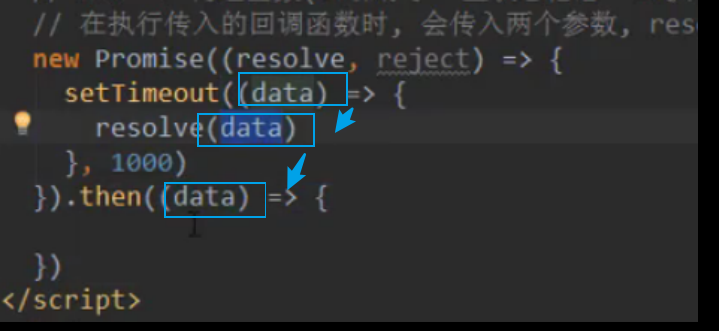 // 在执行传入的回调函数时, 会传入两个参数, res
new Promise((resolve, reject) => {
setTimeout((data) => {
resolve(data)
}, 1000)
}).then((data) => {
})
</script>